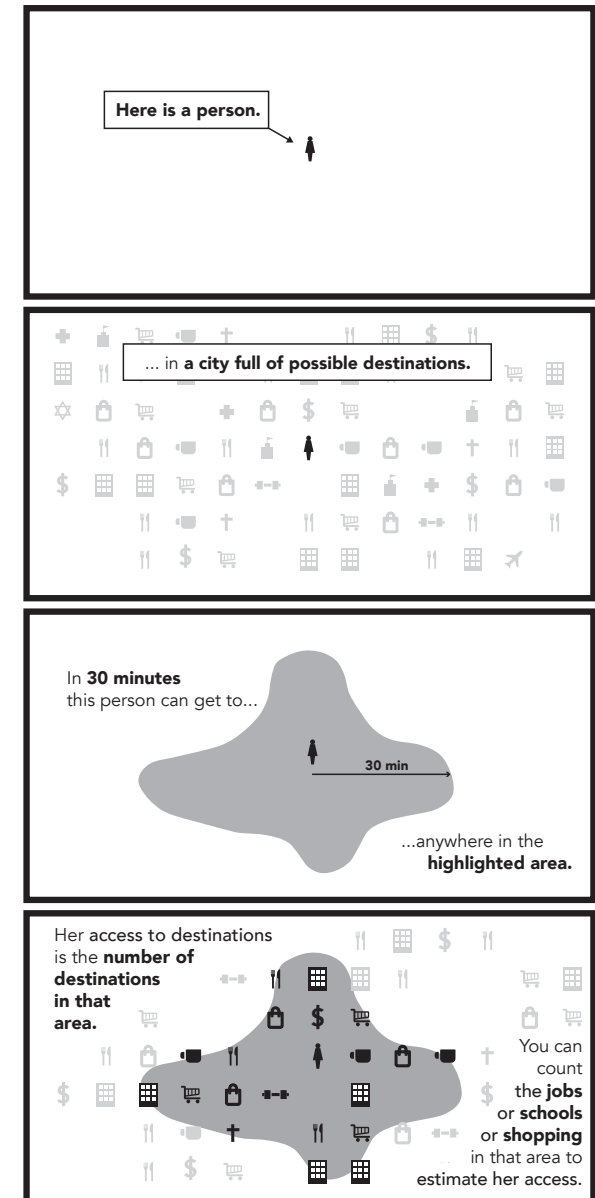 Here is a person.
... in a city full of possible destinations.
In 30 minutes
this person can get to...
30 min
...anywhere in the
highlighted area.
Her access to destinations
is the number of
destinations
in that
area.
You can
count
the jobs
or schools
or shopping
in that area to
estimate her access.